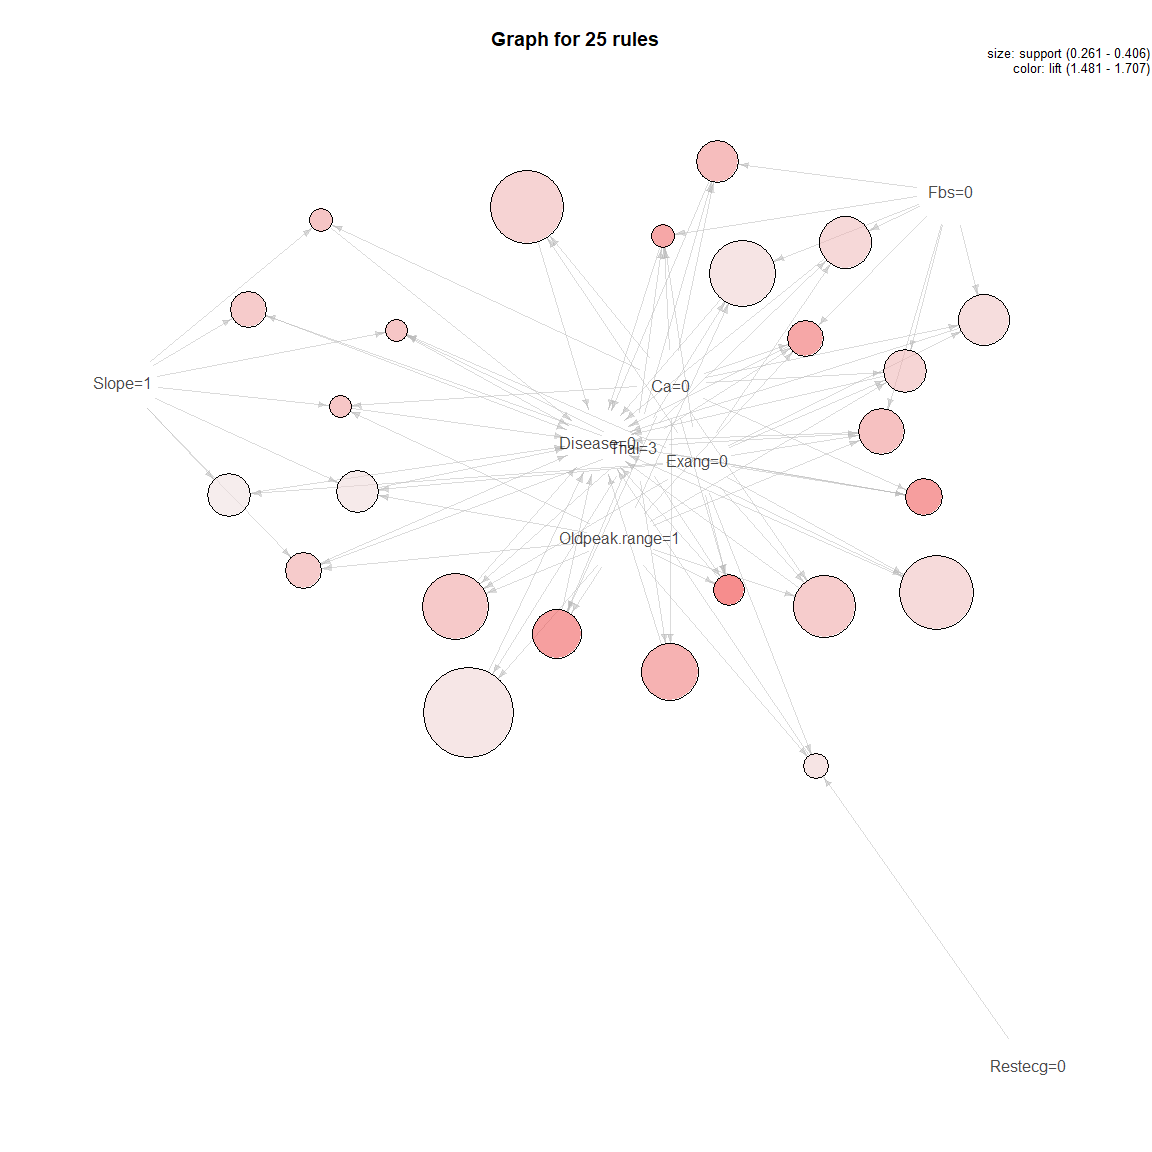 Graph for 25 rules
size: support (0.261 - 0.406)
color: lift (1.481 - 1.707)
Fbs=0
Slope=1
Ca=0
Disease=0
Thal=3
Exang=0
Oldpeak.range=1
Restecg=0